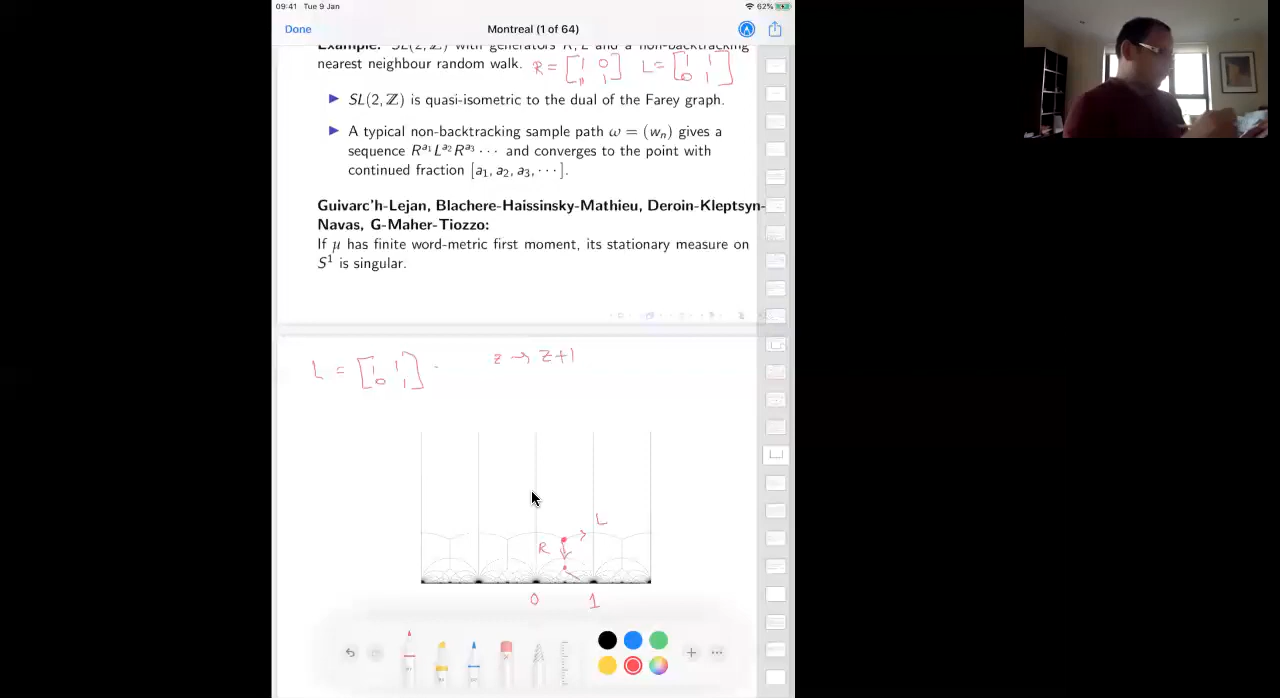 09:41 Tue 9 Jan
62%
Done
Montreal (1 of 64)
Example: SL(2, ℤ) with generators R, L and a non-backtracking
nearest neighbour random walk. R = [1 0 1 1] L = [1 1 0 1]
▶ SL(2, ℤ) is quasi-isometric to the dual of the Farey graph.
▶ A typical non-backtracking sample path ω = (wₙ) gives a
sequence R^{a₁} L^{a₂} R^{a₃} ⋯ and converges to the point with
continued fraction [a₁, a₂, a₃, ⋯].
Guivarc'h-Lejan, Blachere-Haissinsky-Mathieu, Deroin-Kleptsyn-
Navas, G-Maher-Tiozzo:
If μ has finite word-metric first moment, its stationary measure on
S¹ is singular.
L = [1 1 0 1] z → z+1
L
R
0 1